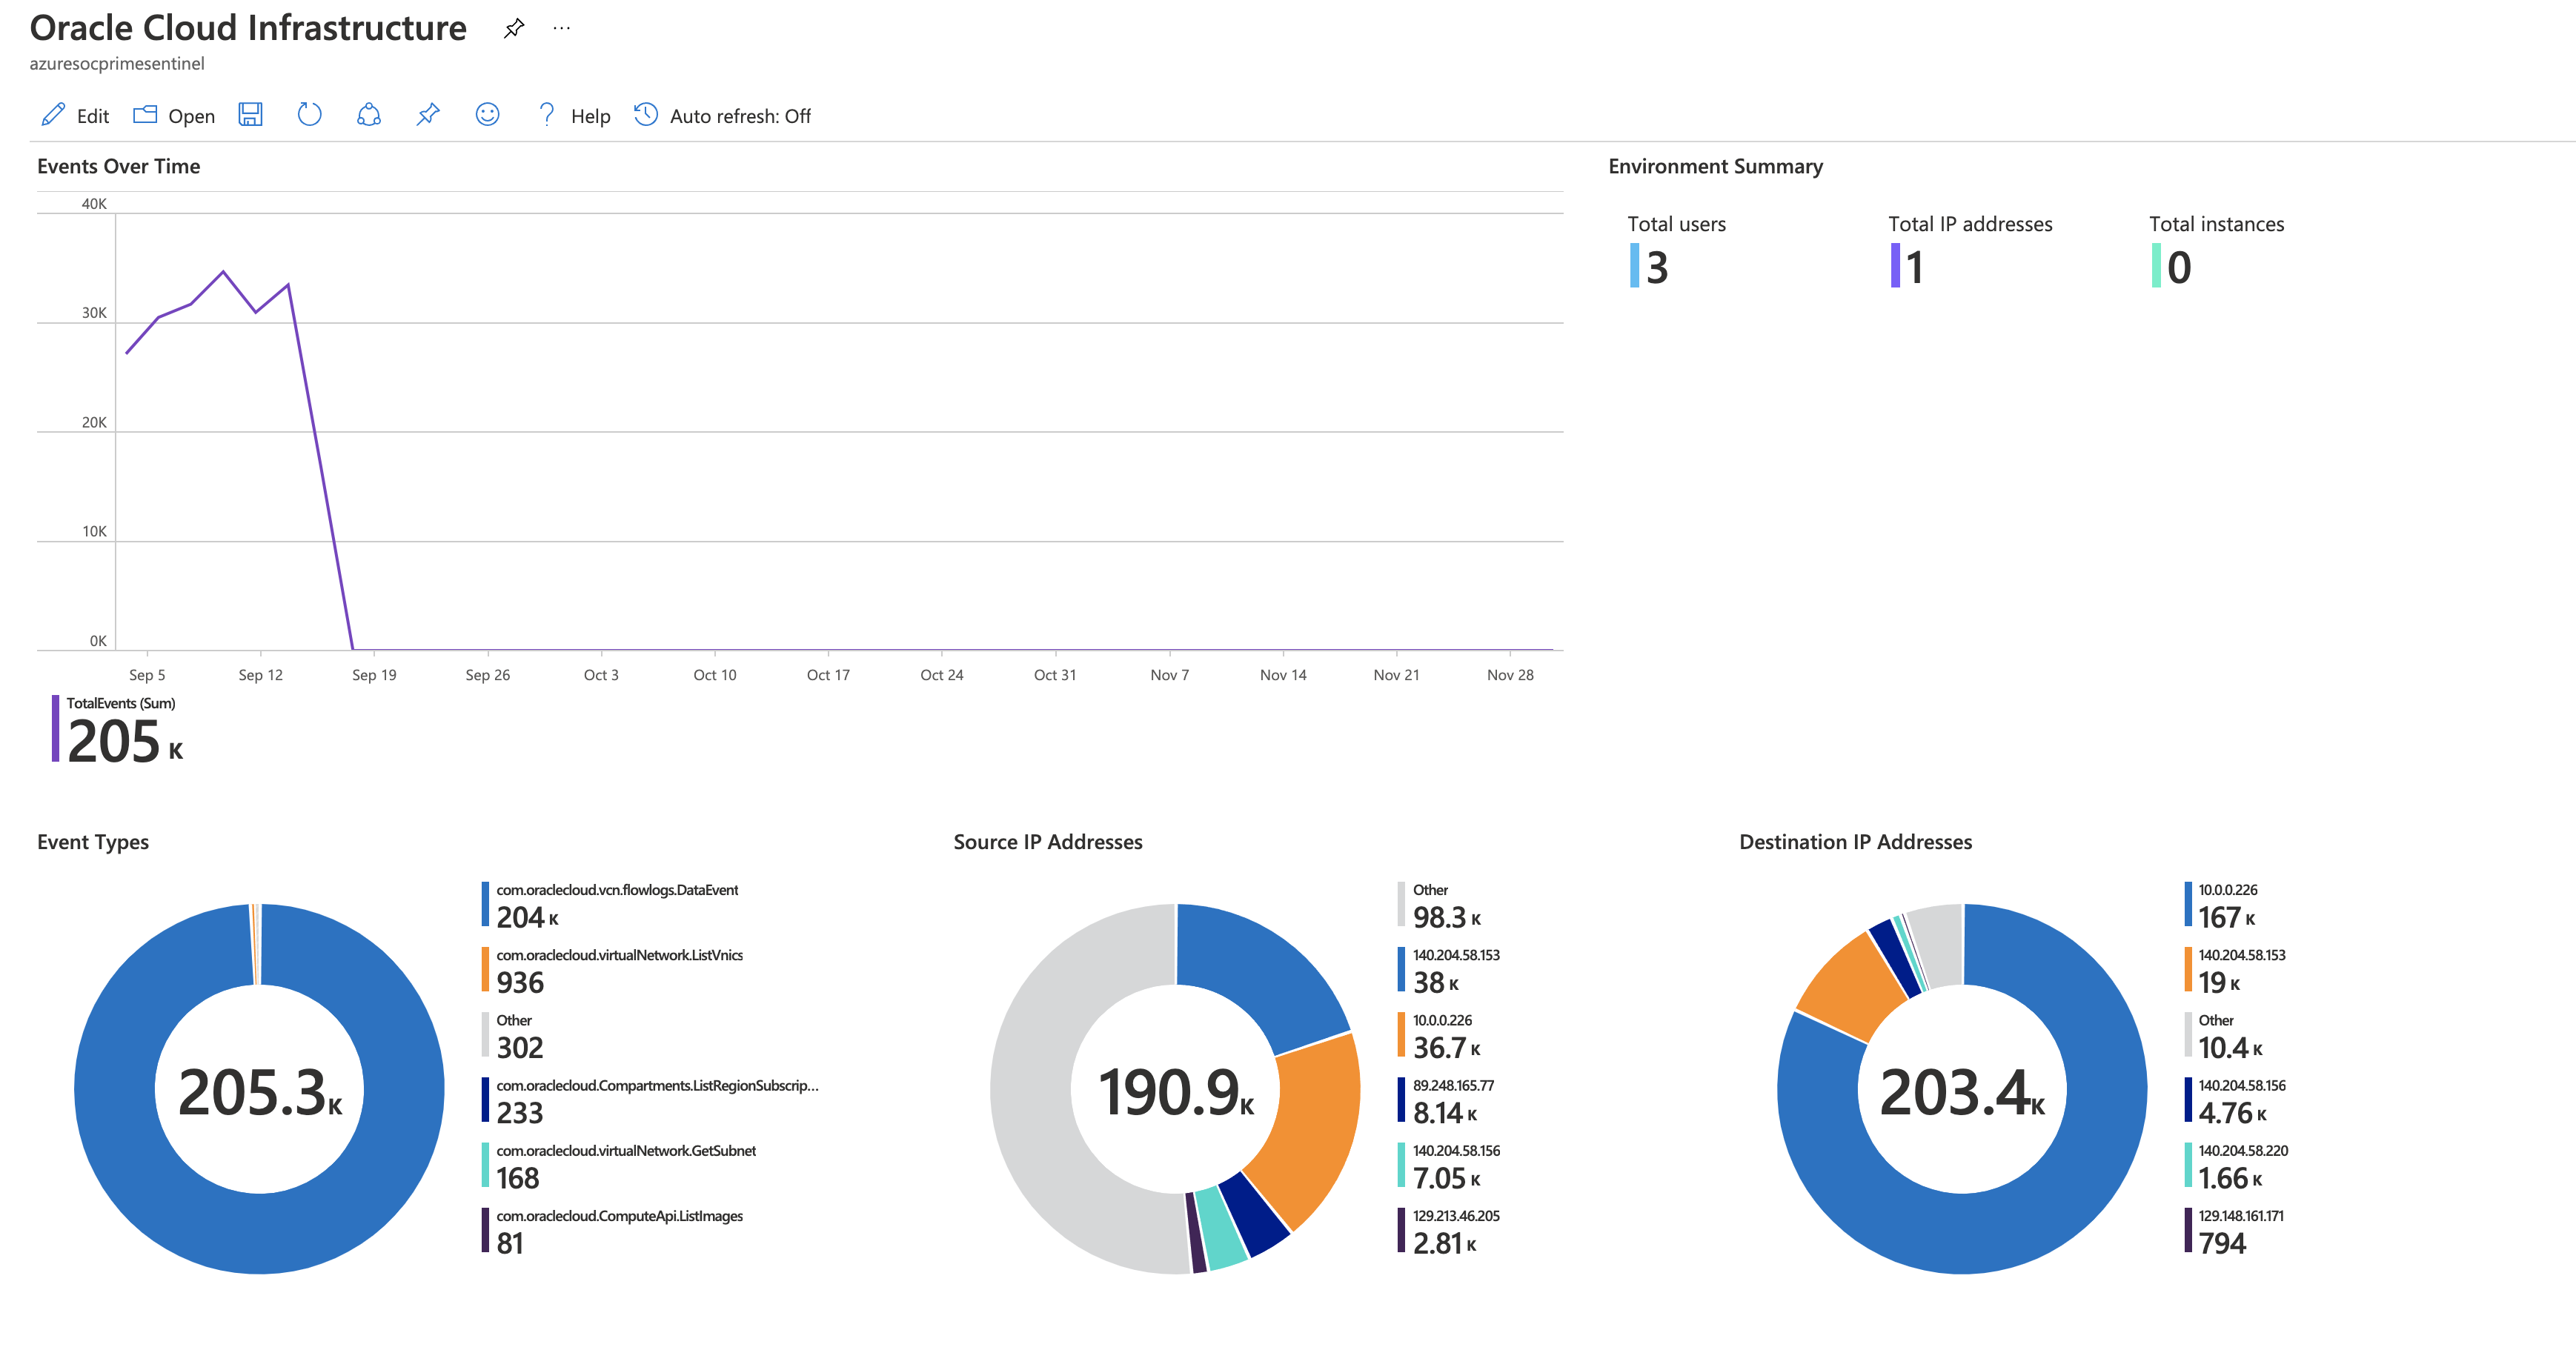 Oracle Cloud Infrastructure ...
azuresocprimesentinel
Edit Open Help Auto refresh: Off
Events Over Time
40K
30K
20K
10K
0K
Sep 5 Sep 12 Sep 19 Sep 26 Oct 3 Oct 10 Oct 17 Oct 24 Oct 31 Nov 7 Nov 14 Nov 21 Nov 28
TotalEvents (Sum)
205 K
Environment Summary
Total users Total IP addresses Total instances
3 1 0
Event Types
205.3K
com.oraclecloud.vcn.flowlogs.DataEvent
204 K
com.oraclecloud.virtualNetwork.ListVnics
936
Other
302
com.oraclecloud.Compartments.ListRegionSubscrip...
233
com.oraclecloud.virtualNetwork.GetSubnet
168
com.oraclecloud.ComputeApi.ListImages
81
Source IP Addresses
190.9K
Other
98.3 K
140.204.58.153
38 K
10.0.0.226
36.7 K
89.248.165.77
8.14 K
140.204.58.156
7.05 K
129.213.46.205
2.81 K
Destination IP Addresses
203.4K
10.0.0.226
167 K
140.204.58.153
19 K
Other
10.4 K
140.204.58.156
4.76 K
140.204.58.220
1.66 K
129.148.161.171
794